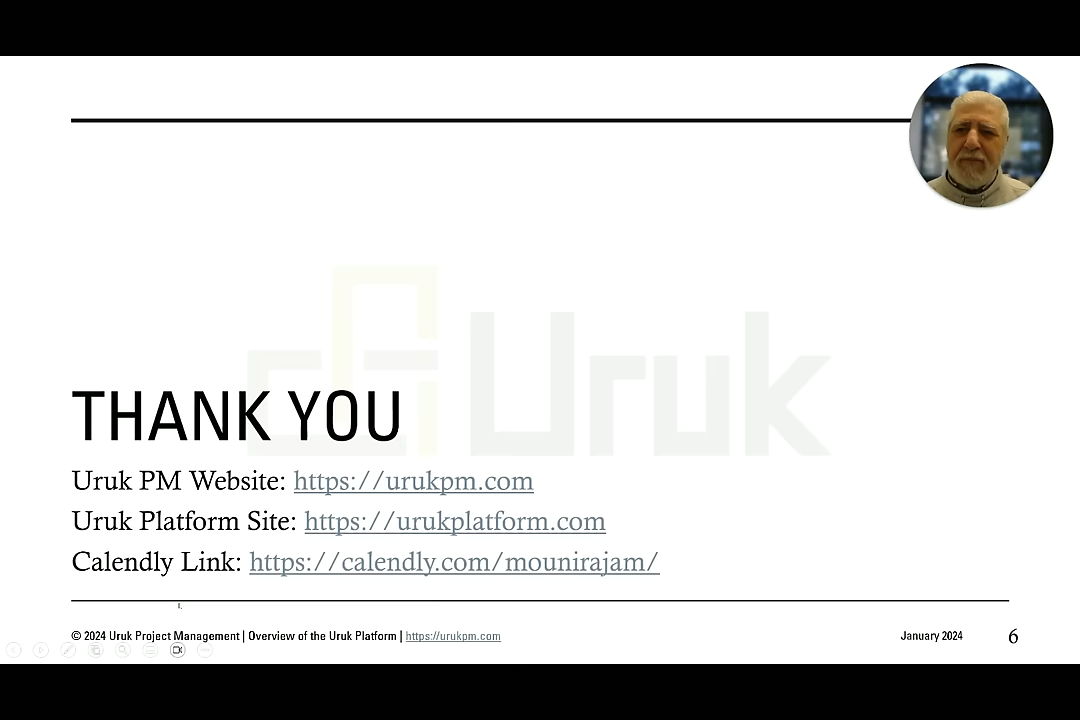 Uruk
THANK YOU
Uruk PM Website: https://urukpm.com
Uruk Platform Site: https://urukplatform.com
Calendly Link: https://calendly.com/mounirajam/
© 2024 Uruk Project Management | Overview of the Uruk Platform | https://urukpm.com
January 2024
6